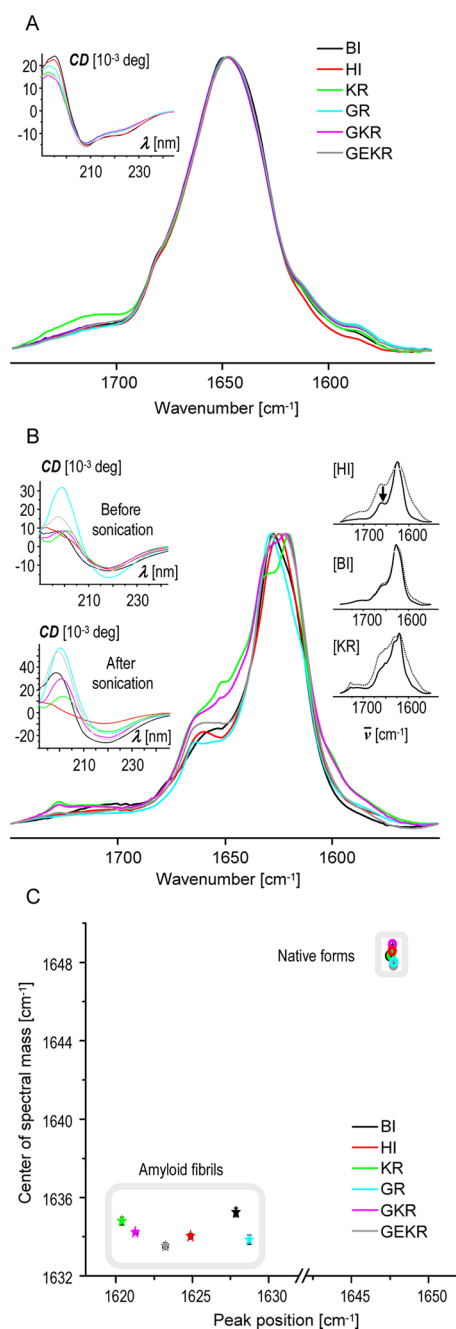 A
CD [10⁻³ deg]
20
10
0
-10
λ [nm]
210 230
BI
HI
KR
GR
GKR
GEKR
1700 1650 1600
Wavenumber [cm⁻¹]
B
CD [10⁻³ deg]
30
20
10
0
-10
Before
sonication
λ [nm]
210 230
CD [10⁻³ deg]
40
20
0
-20
After
sonication
λ [nm]
210 230
[HI]
1700 1600
[BI]
1700 1600
[KR]
1700 1600
ν̅ [cm⁻¹]
1700 1650 1600
Wavenumber [cm⁻¹]
C
Center of spectral mass [cm⁻¹]
1648
1644
1640
1636
1632
Native forms
Amyloid fibrils
BI
HI
KR
GR
GKR
GEKR
1620 1625 1630 1645 1650
Peak position [cm⁻¹]